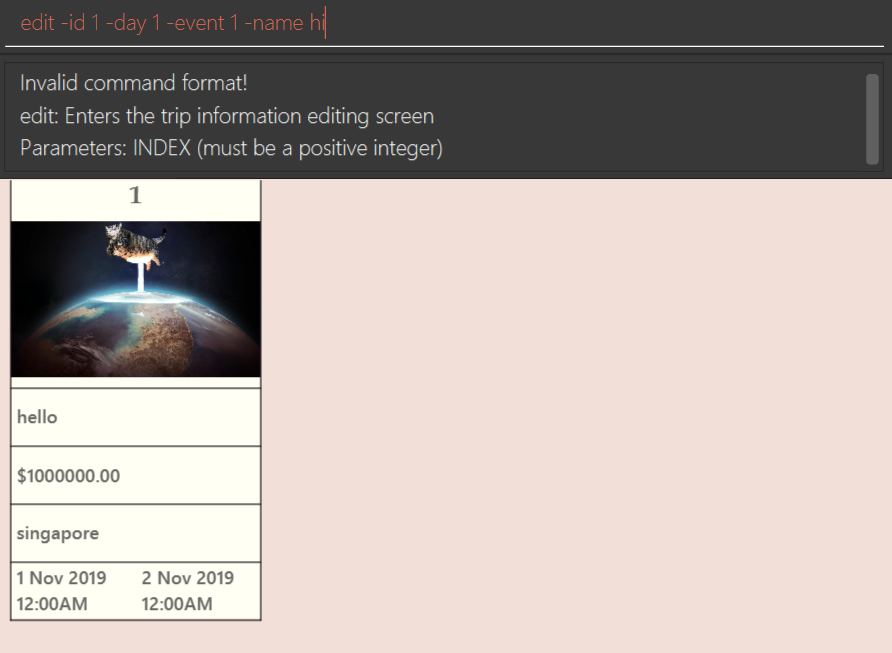 edit -id 1 -day 1 -event 1 -name hi
Invalid command format!
edit: Enters the trip information editing screen
Parameters: INDEX (must be a positive integer)
1
hello
$1000000.00
singapore
1 Nov 2019 2 Nov 2019
12:00AM 12:00AM